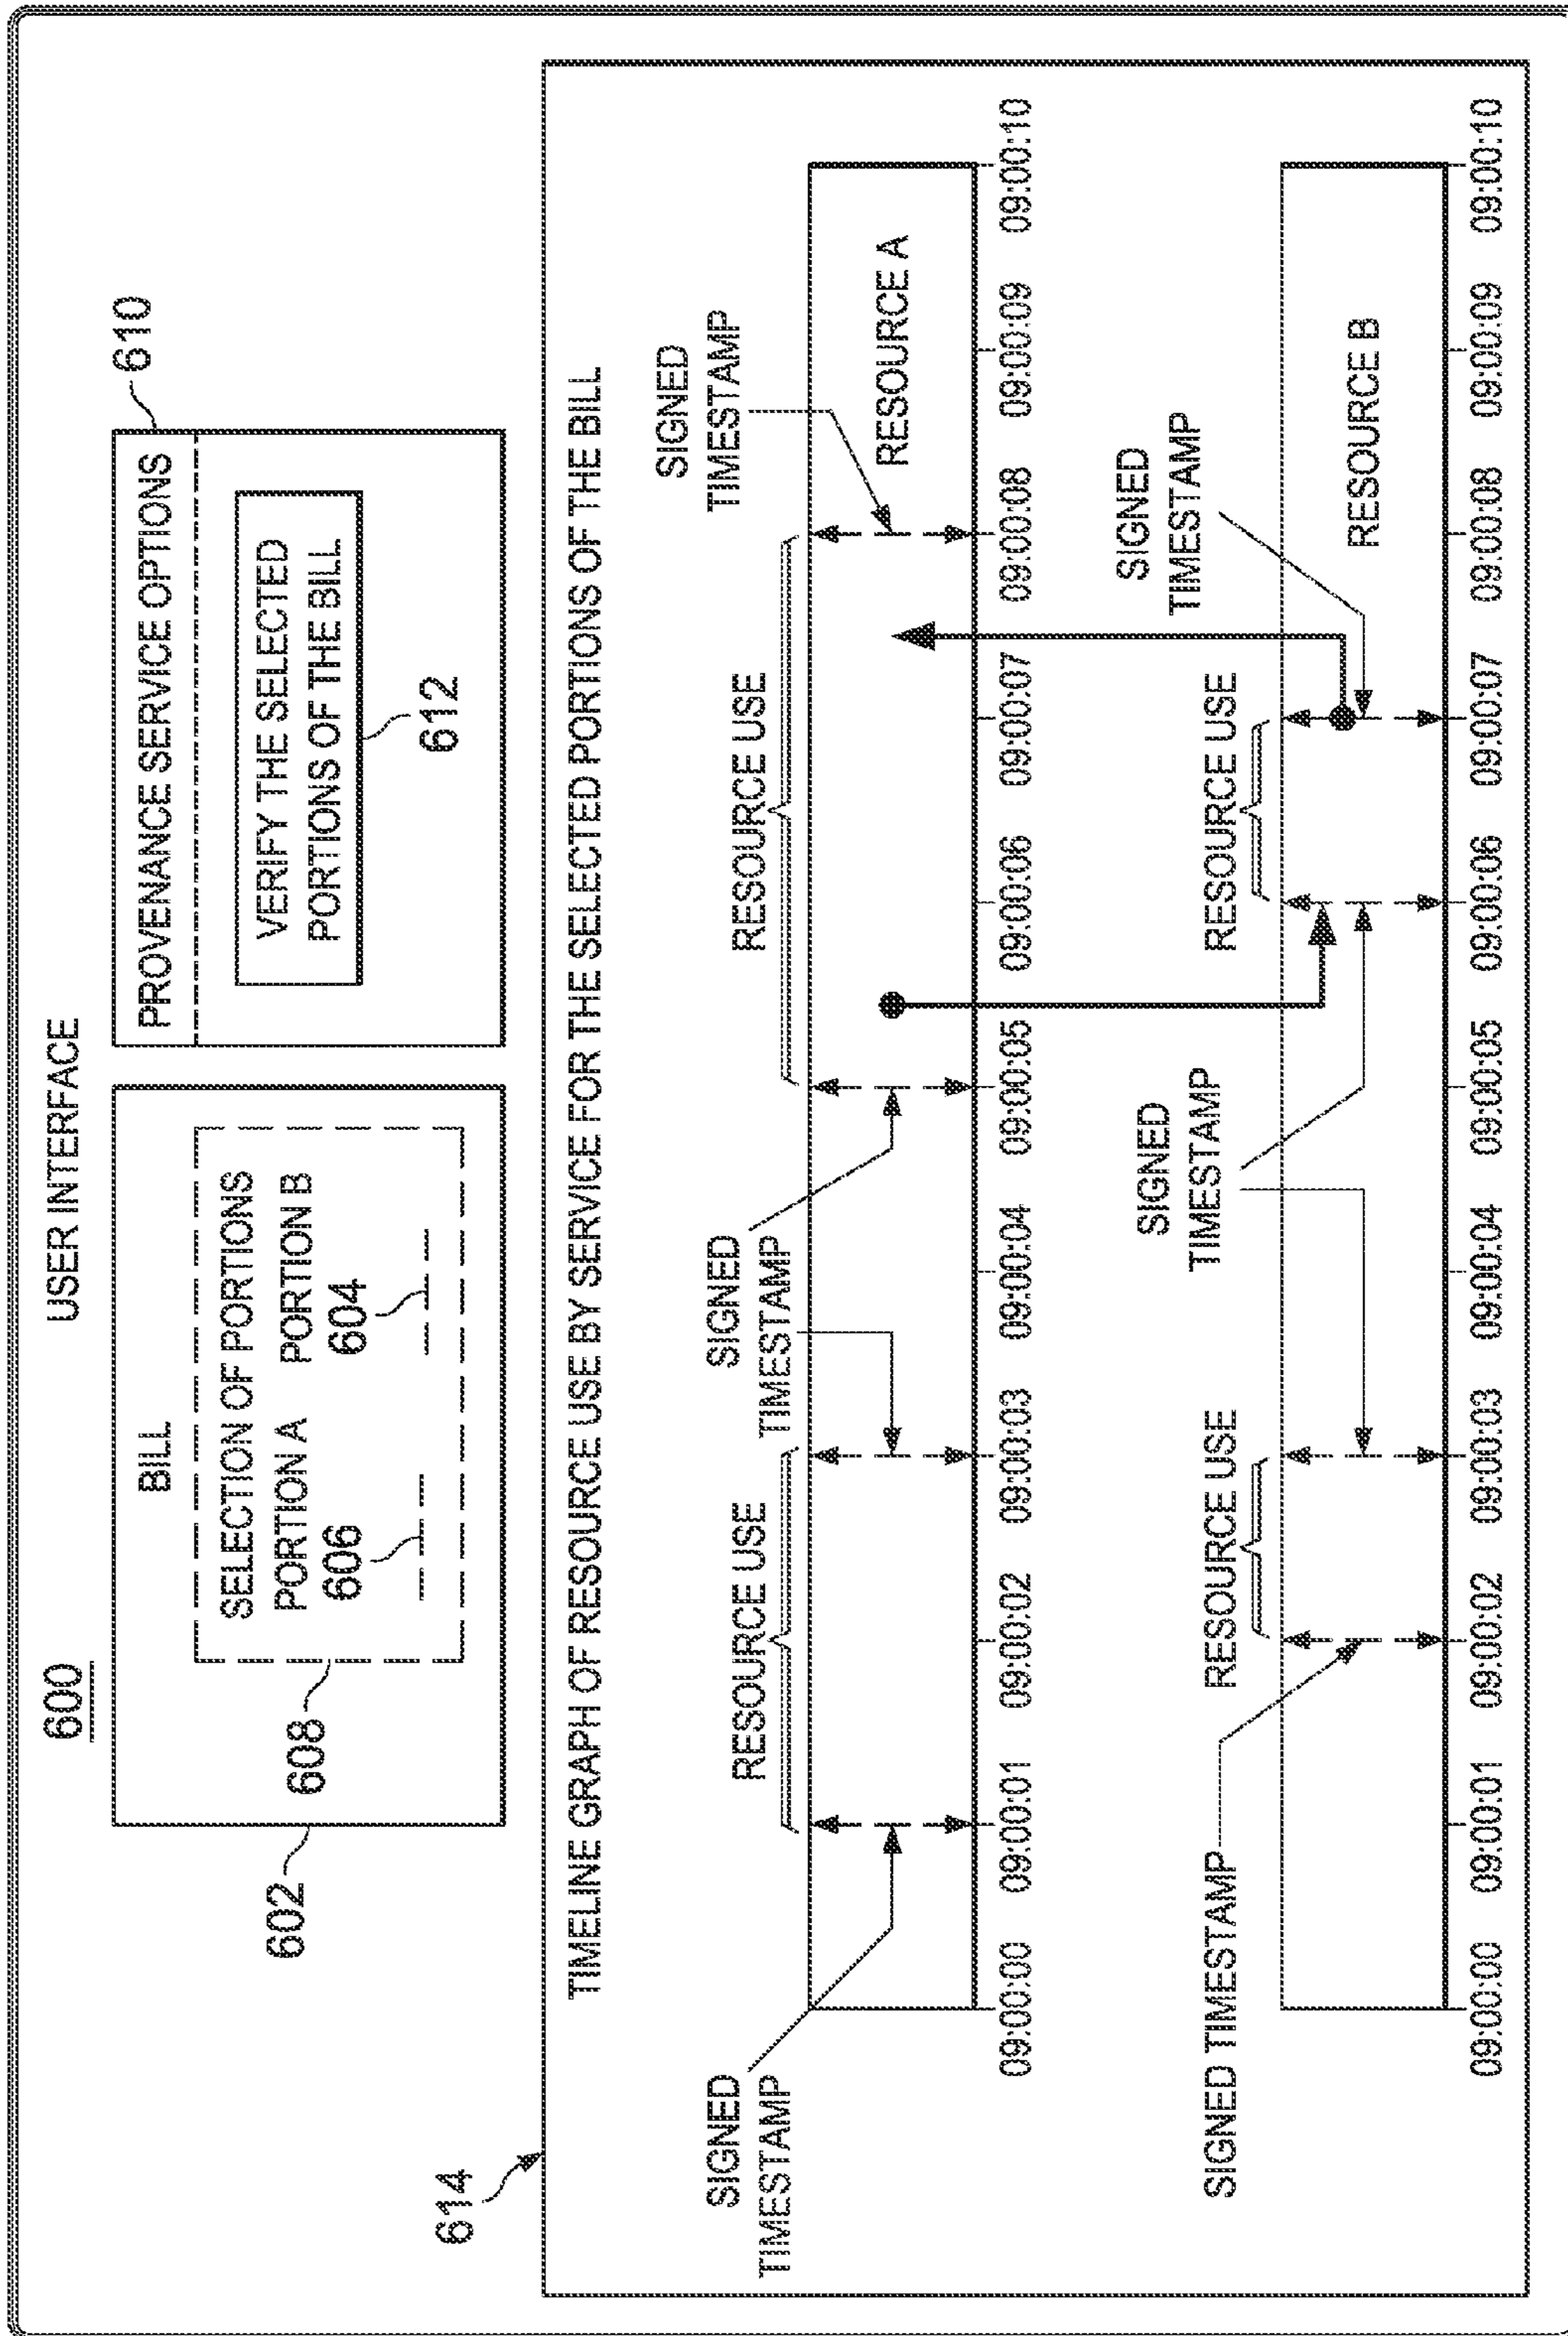 600
USER INTERFACE
BILL
SELECTION OF PORTIONS
PORTION A
606
PORTION B
604
608
602
PROVENANCE SERVICE OPTIONS
610
VERIFY THE SELECTED
PORTIONS OF THE BILL
612
614
TIMELINE GRAPH OF RESOURCE USE BY SERVICE FOR THE SELECTED PORTIONS OF THE BILL
SIGNED
TIMESTAMP
RESOURCE USE
SIGNED
TIMESTAMP
RESOURCE USE
SIGNED
TIMESTAMP
RESOURCE A
09:00:00
09:00:01
09:00:02
09:00:03
09:00:04
09:00:05
09:00:06
09:00:07
09:00:08
09:00:09
09:00:10
SIGNED TIMESTAMP
RESOURCE USE
SIGNED
TIMESTAMP
RESOURCE USE
SIGNED
TIMESTAMP
RESOURCE B
09:00:00
09:00:01
09:00:02
09:00:03
09:00:04
09:00:05
09:00:06
09:00:07
09:00:08
09:00:09
09:00:10